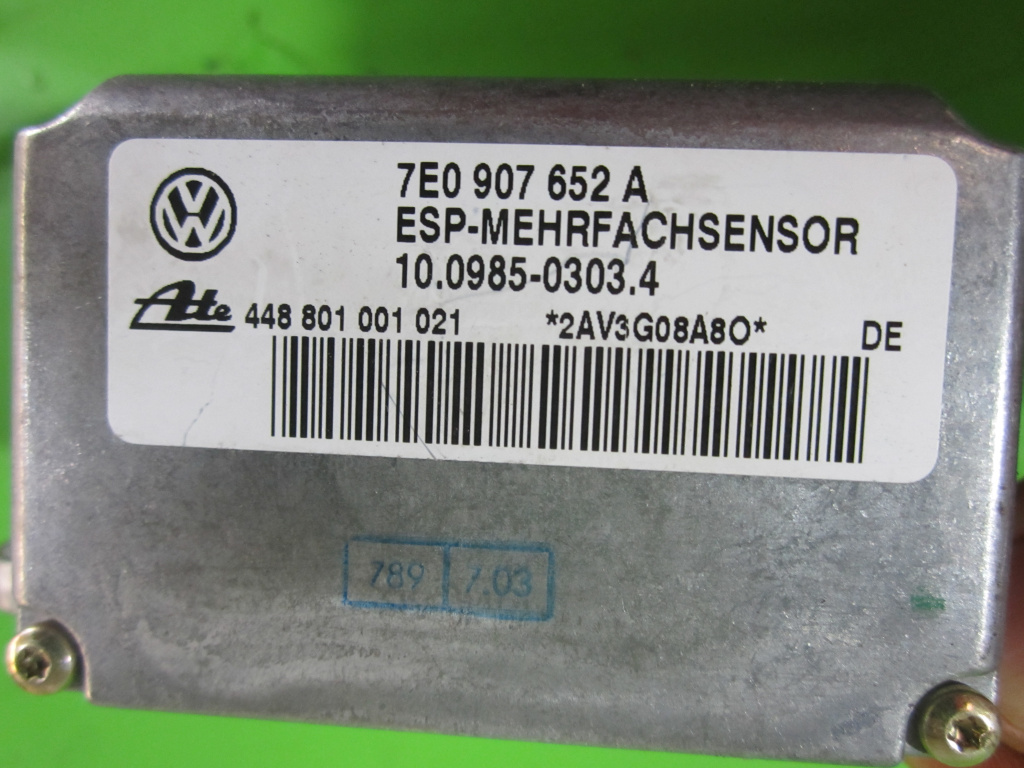 7E0 907 652 A
ESP-MEHRFACHSENSOR
10.0985-0303.4
Ate 448 801 001 021 *2AV3G08A8O* DE
789 7.03